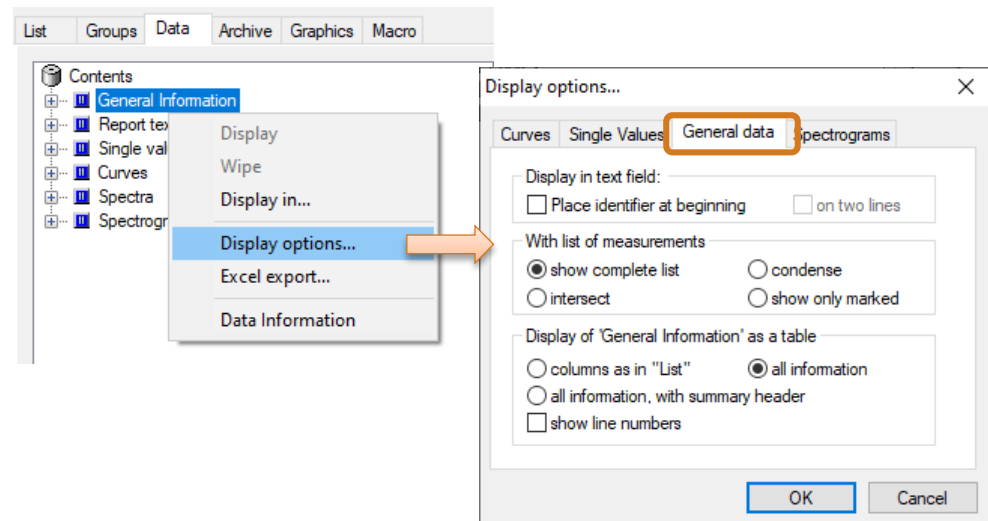 List Groups Data Archive Graphics Macro
Contents
General Information
Report tex
Single val
Curves
Spectra
Spectrogr
Display
Wipe
Display in...
Display options...
Excel export...
Data Information
Display options...
Curves Single Values General data Spectrograms
Display in text field:
Place identifier at beginning on two lines
With list of measurements
show complete list condense
intersect show only marked
Display of 'General Information' as a table
columns as in "List" all information
all information, with summary header
show line numbers
OK Cancel